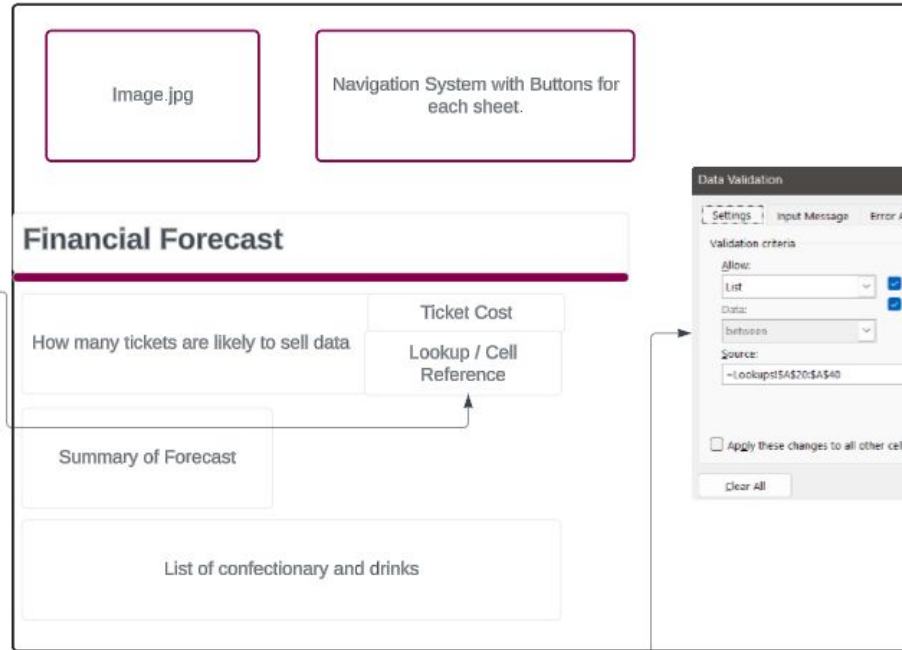 Image.jpg
Navigation System with Buttons for
each sheet.
Financial Forecast
How many tickets are likely to sell data
Ticket Cost
Lookup / Cell
Reference
Summary of Forecast
List of confectionary and drinks
Data Validation
Settings
Input Message
Error A
Validation criteria
Allow:
List
Data:
between
Source:
=Lookups!$A$20:$A$40
Apply these changes to all other cel
Clear All